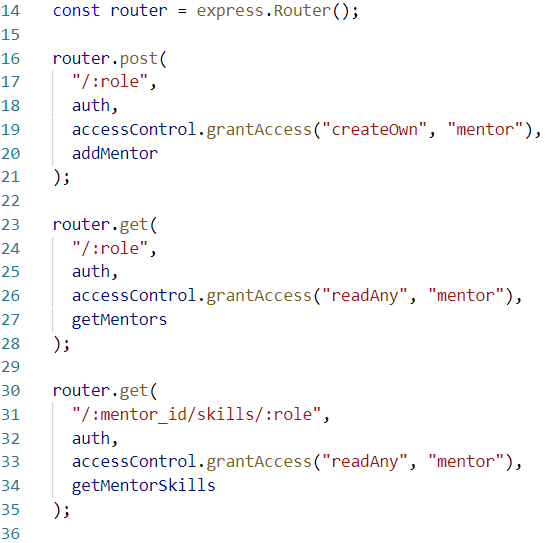 14 const router = express.Router();
15
16 router.post(
17 "/:role",
18 auth,
19 accessControl.grantAccess("createOwn", "mentor"),
20 addMentor
21 );
22
23 router.get(
24 "/:role",
25 auth,
26 accessControl.grantAccess("readAny", "mentor"),
27 getMentors
28 );
29
30 router.get(
31 "/:mentor_id/skills/:role",
32 auth,
33 accessControl.grantAccess("readAny", "mentor"),
34 getMentorSkills
35 );
36